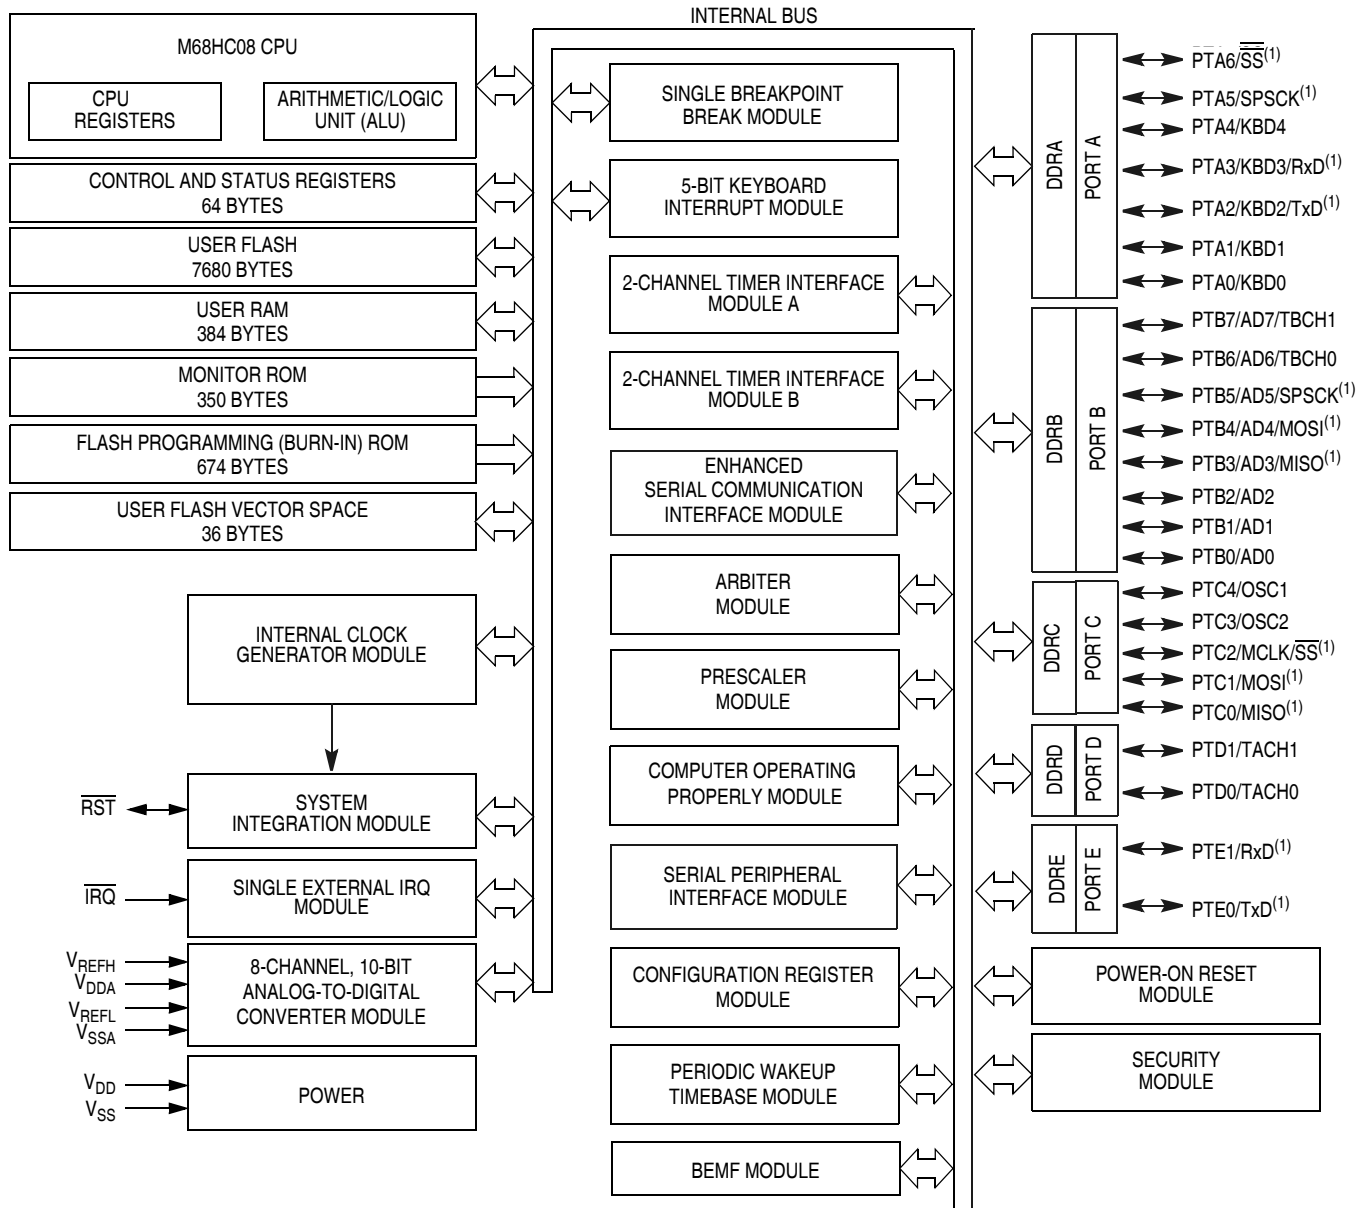 INTERNAL BUS
M68HC08 CPU
CPU
REGISTERS
ARITHMETIC/LOGIC
UNIT (ALU)
CONTROL AND STATUS REGISTERS
64 BYTES
USER FLASH
7680 BYTES
USER RAM
384 BYTES
MONITOR ROM
350 BYTES
FLASH PROGRAMMING (BURN-IN) ROM
674 BYTES
USER FLASH VECTOR SPACE
36 BYTES
INTERNAL CLOCK
GENERATOR MODULE
RST
SYSTEM
INTEGRATION MODULE
IRQ
SINGLE EXTERNAL IRQ
MODULE
VREFH
VDDA
VREFL
VSSA
8-CHANNEL, 10-BIT
ANALOG-TO-DIGITAL
CONVERTER MODULE
VDD
VSS
POWER
SINGLE BREAKPOINT
BREAK MODULE
5-BIT KEYBOARD
INTERRUPT MODULE
2-CHANNEL TIMER INTERFACE
MODULE A
2-CHANNEL TIMER INTERFACE
MODULE B
ENHANCED
SERIAL COMMUNICATION
INTERFACE MODULE
ARBITER
MODULE
PRESCALER
MODULE
COMPUTER OPERATING
PROPERLY MODULE
SERIAL PERIPHERAL
INTERFACE MODULE
CONFIGURATION REGISTER
MODULE
PERIODIC WAKEUP
TIMEBASE MODULE
BEMF MODULE
DDRA
PORT A
PTA6/SS(1)
PTA5/SPSCK(1)
PTA4/KBD4
PTA3/KBD3/RxD(1)
PTA2/KBD2/TxD(1)
PTA1/KBD1
PTA0/KBD0
DDRB
PORT B
PTB7/AD7/TBCH1
PTB6/AD6/TBCH0
PTB5/AD5/SPSCK(1)
PTB4/AD4/MOSI(1)
PTB3/AD3/MISO(1)
PTB2/AD2
PTB1/AD1
PTB0/AD0
DDRC
PORT C
PTC4/OSC1
PTC3/OSC2
PTC2/MCLK/SS(1)
PTC1/MOSI(1)
PTC0/MISO(1)
DDRD
PORT D
PTD1/TACH1
PTD0/TACH0
DDRE
PORT E
PTE1/RxD(1)
PTE0/TxD(1)
POWER-ON RESET
MODULE
SECURITY
MODULE